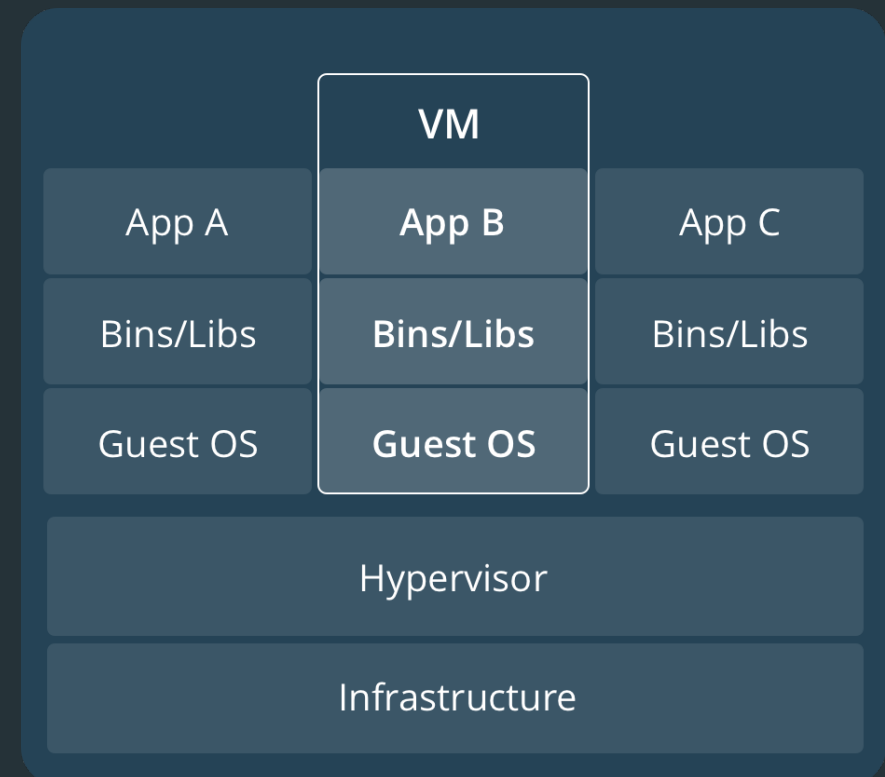 VM
App A
App B
App C
Bins/Libs
Bins/Libs
Bins/Libs
Guest OS
Guest OS
Guest OS
Hypervisor
Infrastructure